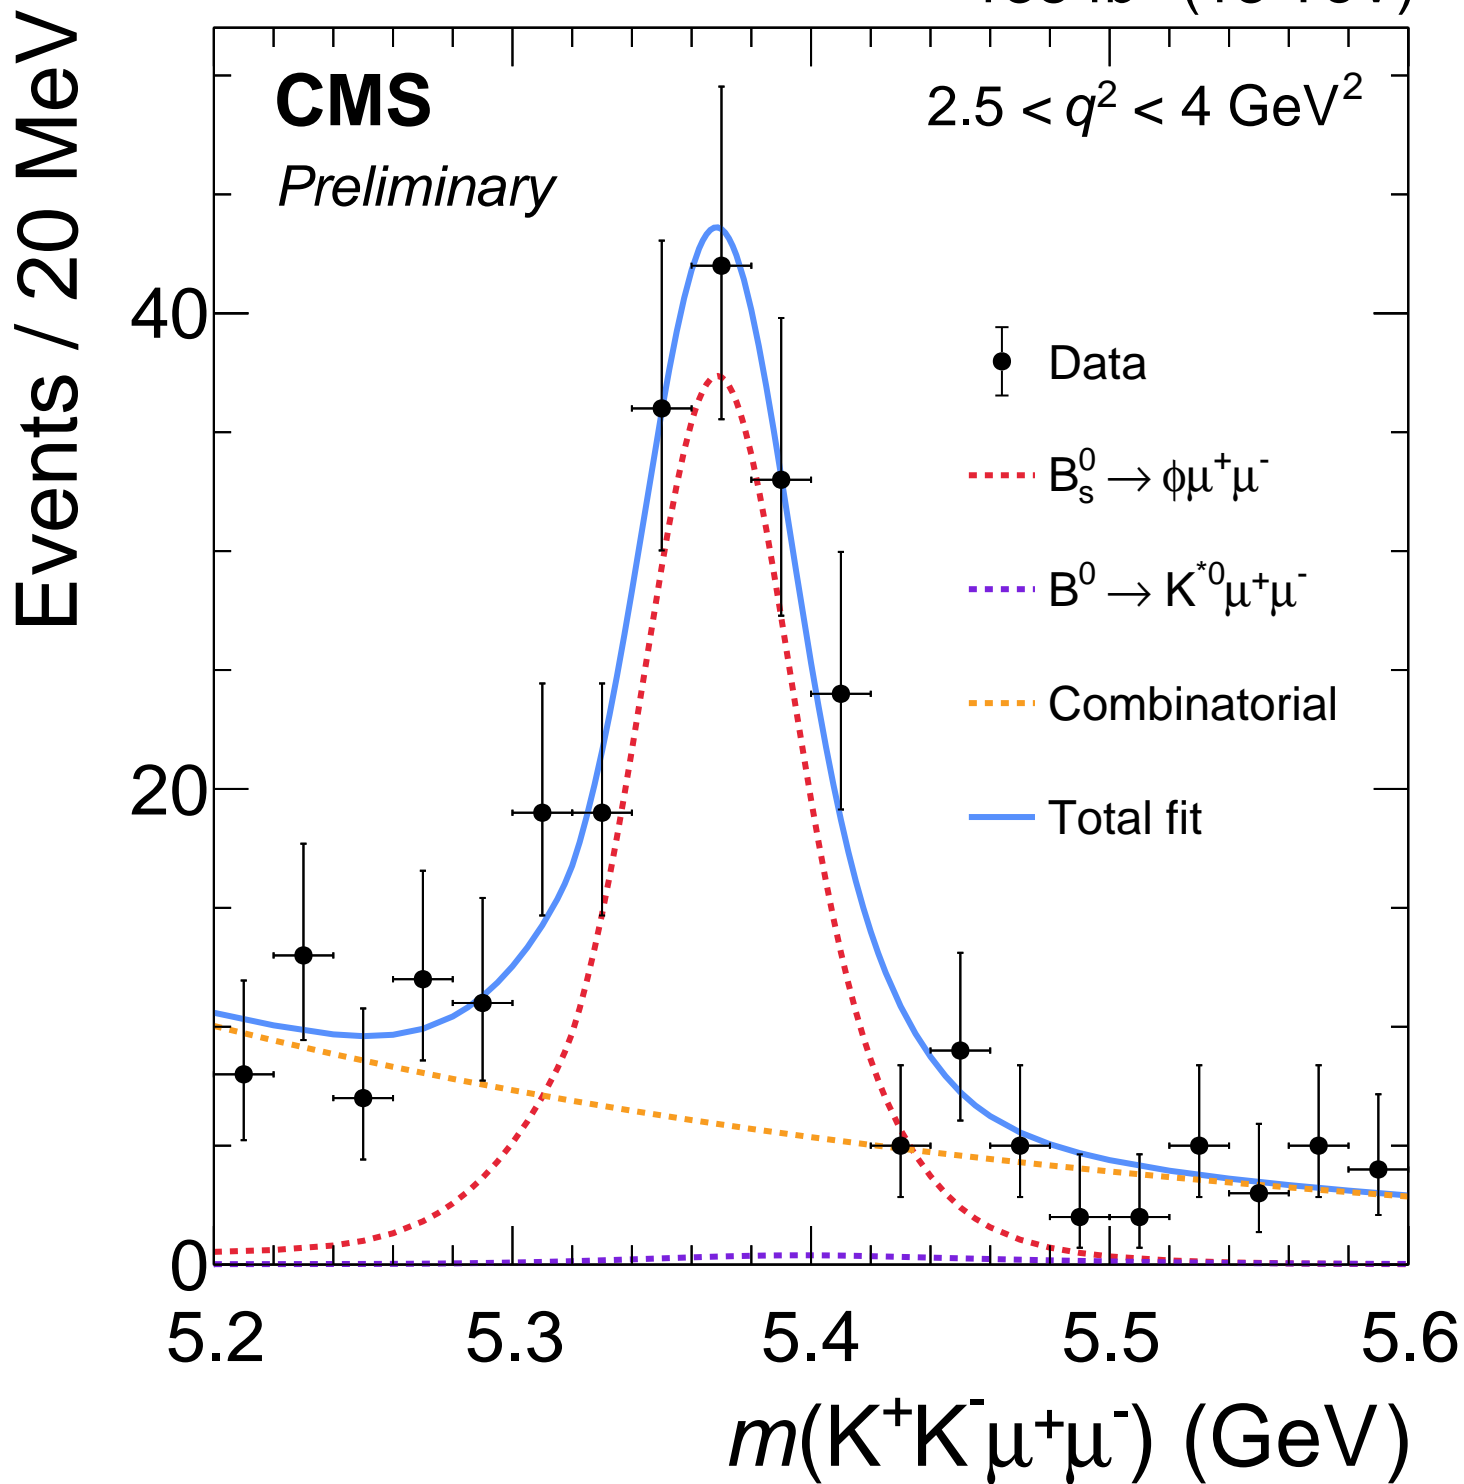 CMS
Preliminary
2.5 < q² < 4 GeV²
Events / 20 MeV
40
20
0
Data
B⁰ₛ → ϕμ⁺μ⁻
B⁰ → K*⁰μ⁺μ⁻
Combinatorial
Total fit
5.2 5.3 5.4 5.5 5.6
m(K⁺K⁻μ⁺μ⁻) (GeV)